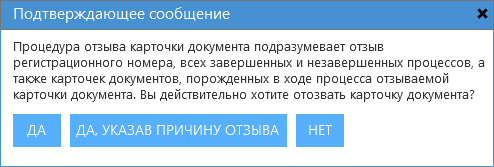 Подтверждающее сообщение
Процедура отзыва карточки документа подразумевает отзыв
регистрационного номера, всех завершенных и незавершенных процессов, а
также карточек документов, порожденных в ходе процесса отзываемой
карточки документа. Вы действительно хотите отозвать карточку документа?
ДА ДА, УКАЗАВ ПРИЧИНУ ОТЗЫВА НЕТ